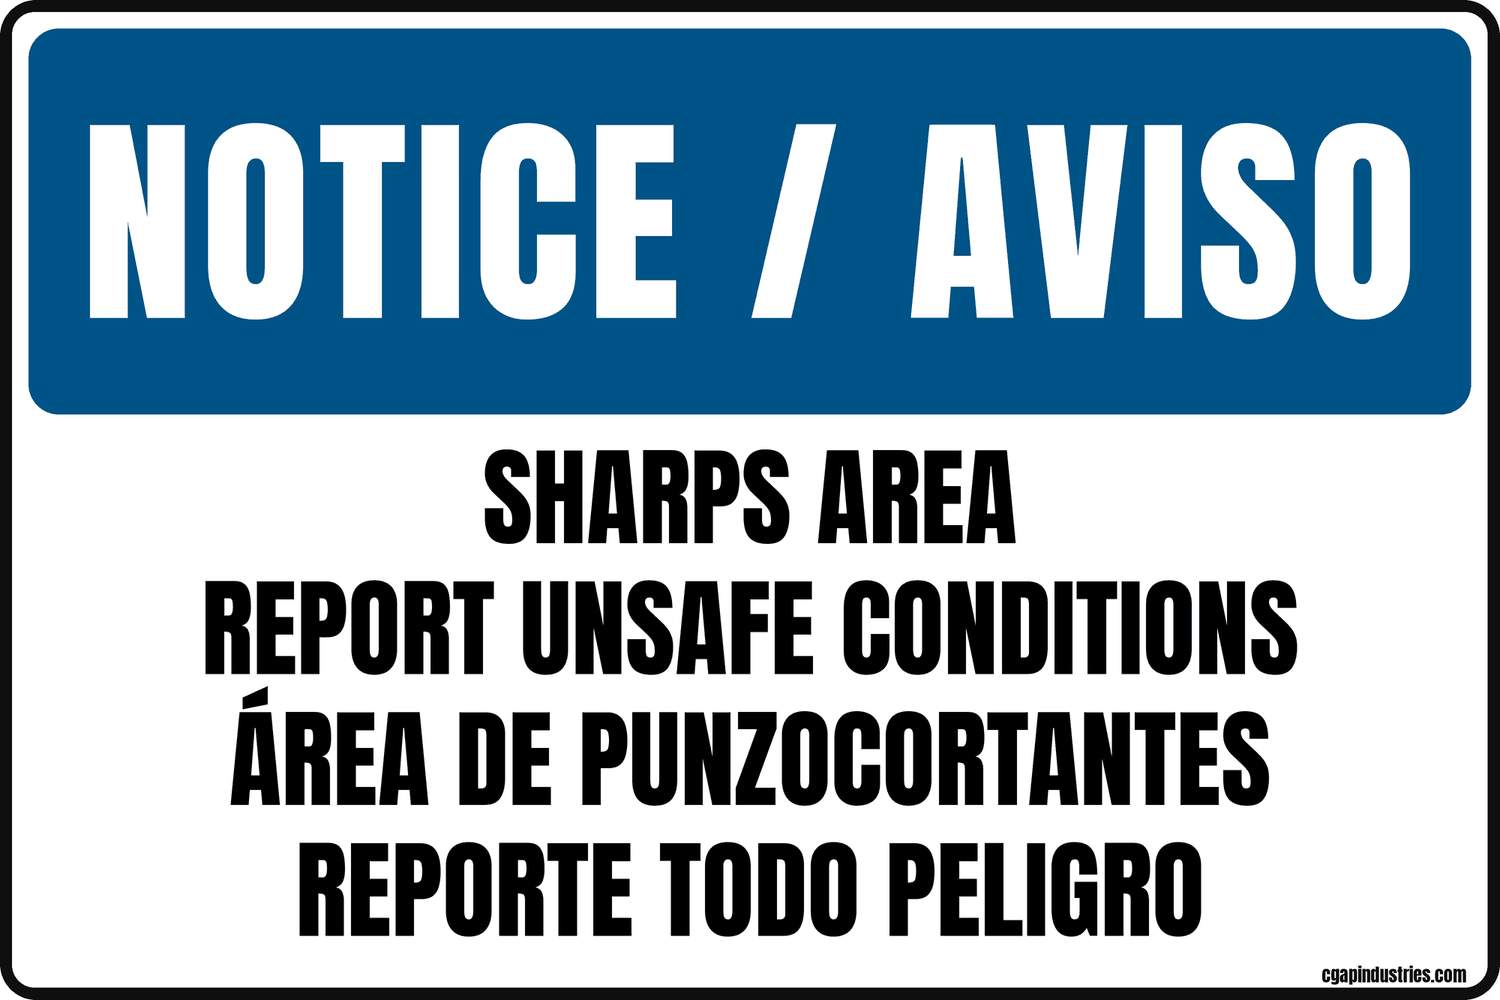 NOTICE / AVISO
SHARPS AREA
REPORT UNSAFE CONDITIONS
ÁREA DE PUNZOCORTANTES
REPORTE TODO PELIGRO
cgapindustries.com